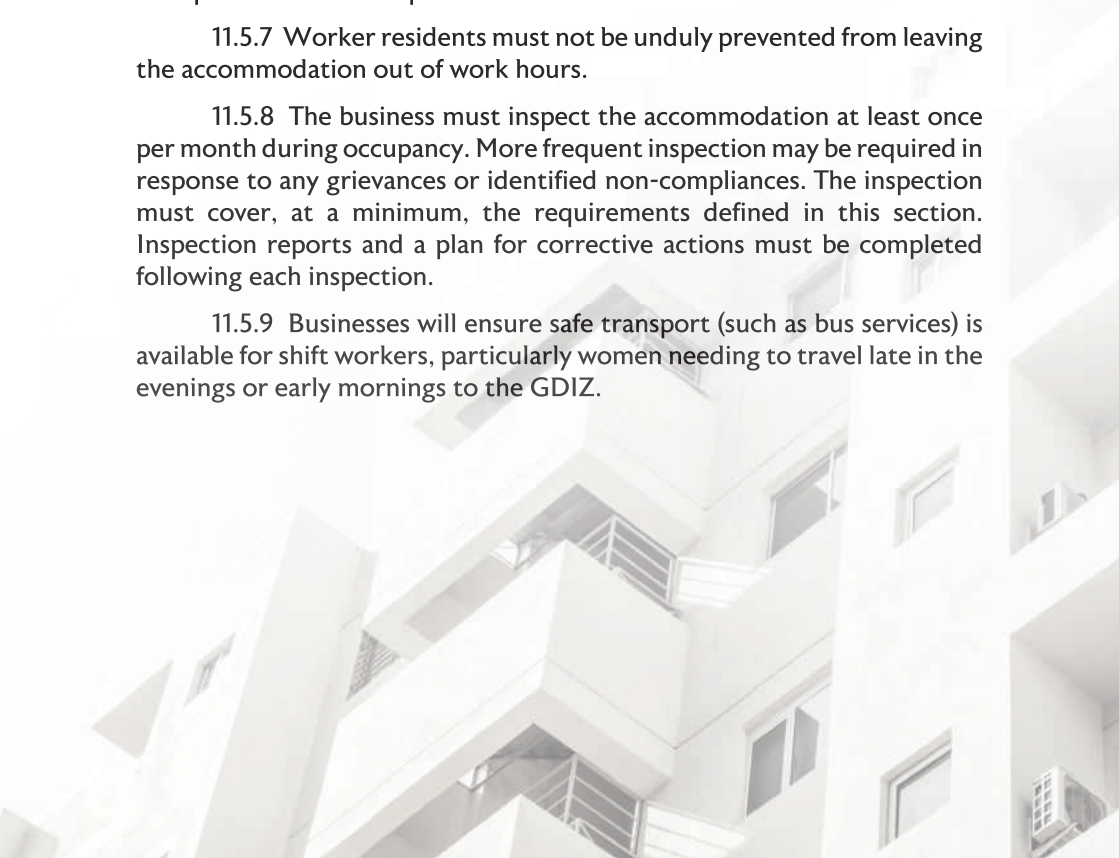 11.5.7 Worker residents must not be unduly prevented from leaving
the accommodation out of work hours.
11.5.8 The business must inspect the accommodation at least once
per month during occupancy. More frequent inspection may be required in
response to any grievances or identified non-compliances. The inspection
must cover, at a minimum, the requirements defined in this section.
Inspection reports and a plan for corrective actions must be completed
following each inspection.
11.5.9 Businesses will ensure safe transport (such as bus services) is
available for shift workers, particularly women needing to travel late in the
evenings or early mornings to the GDIZ.